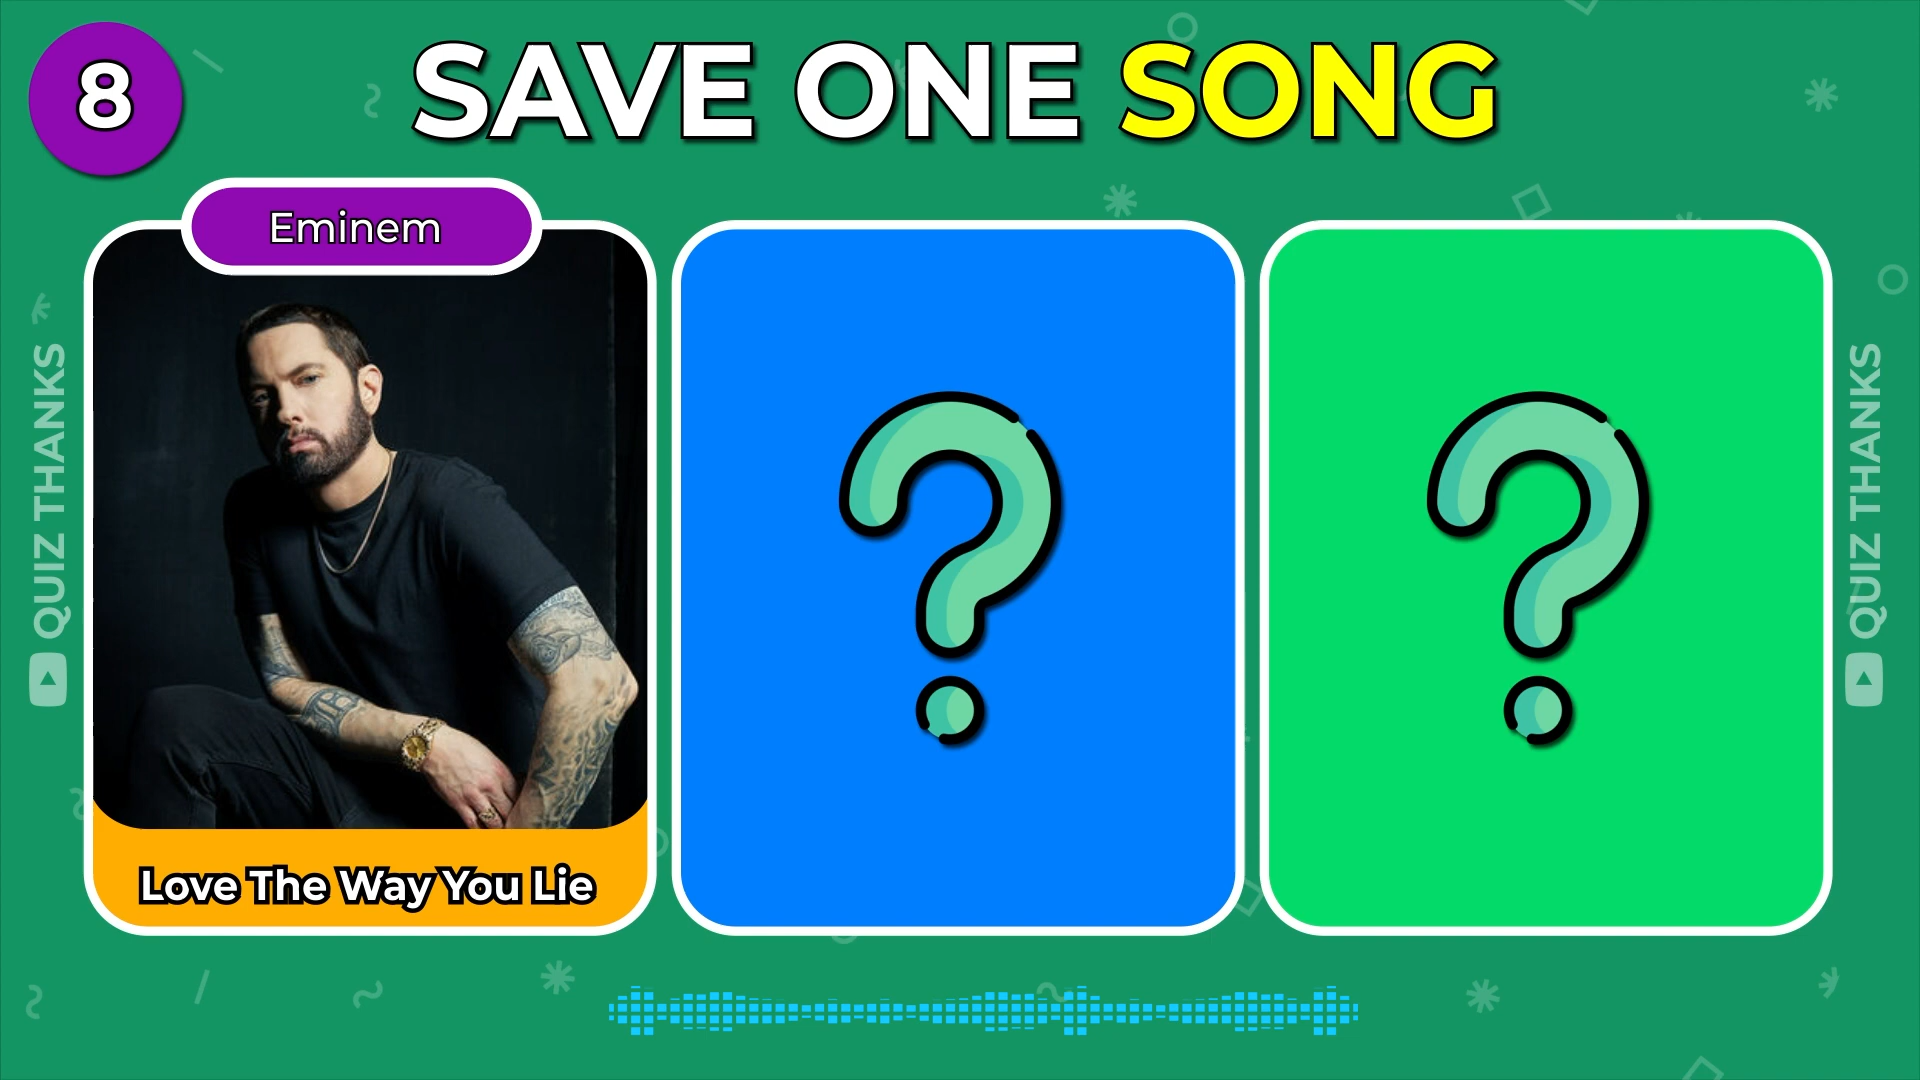 8
SAVE ONE SONG
Eminem
Love The Way You Lie
?
?
QUIZ THANKS
QUIZ THANKS